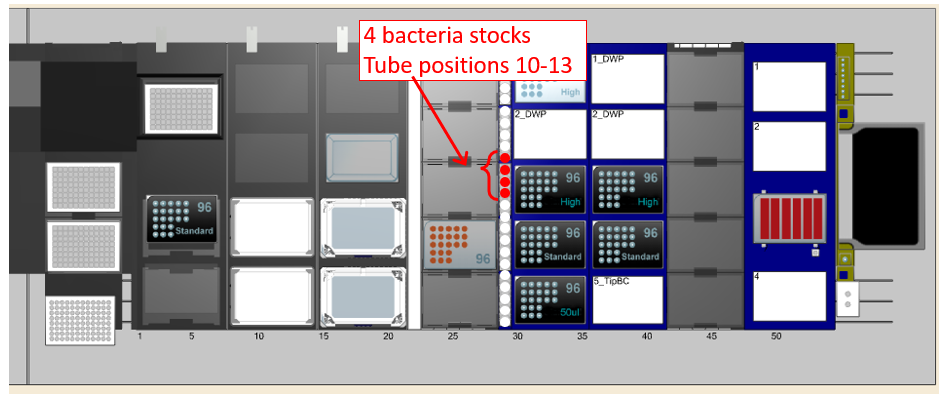 4 bacteria stocks
Tube positions 10-13
1_DWP
1
High
2_DWP
2_DWP
2
96
High
96
High
96
Standard
96
96
Standard
96
Standard
96
50ul
5_TipBC
4
1
5
10
15
20
25
30
35
40
45
50